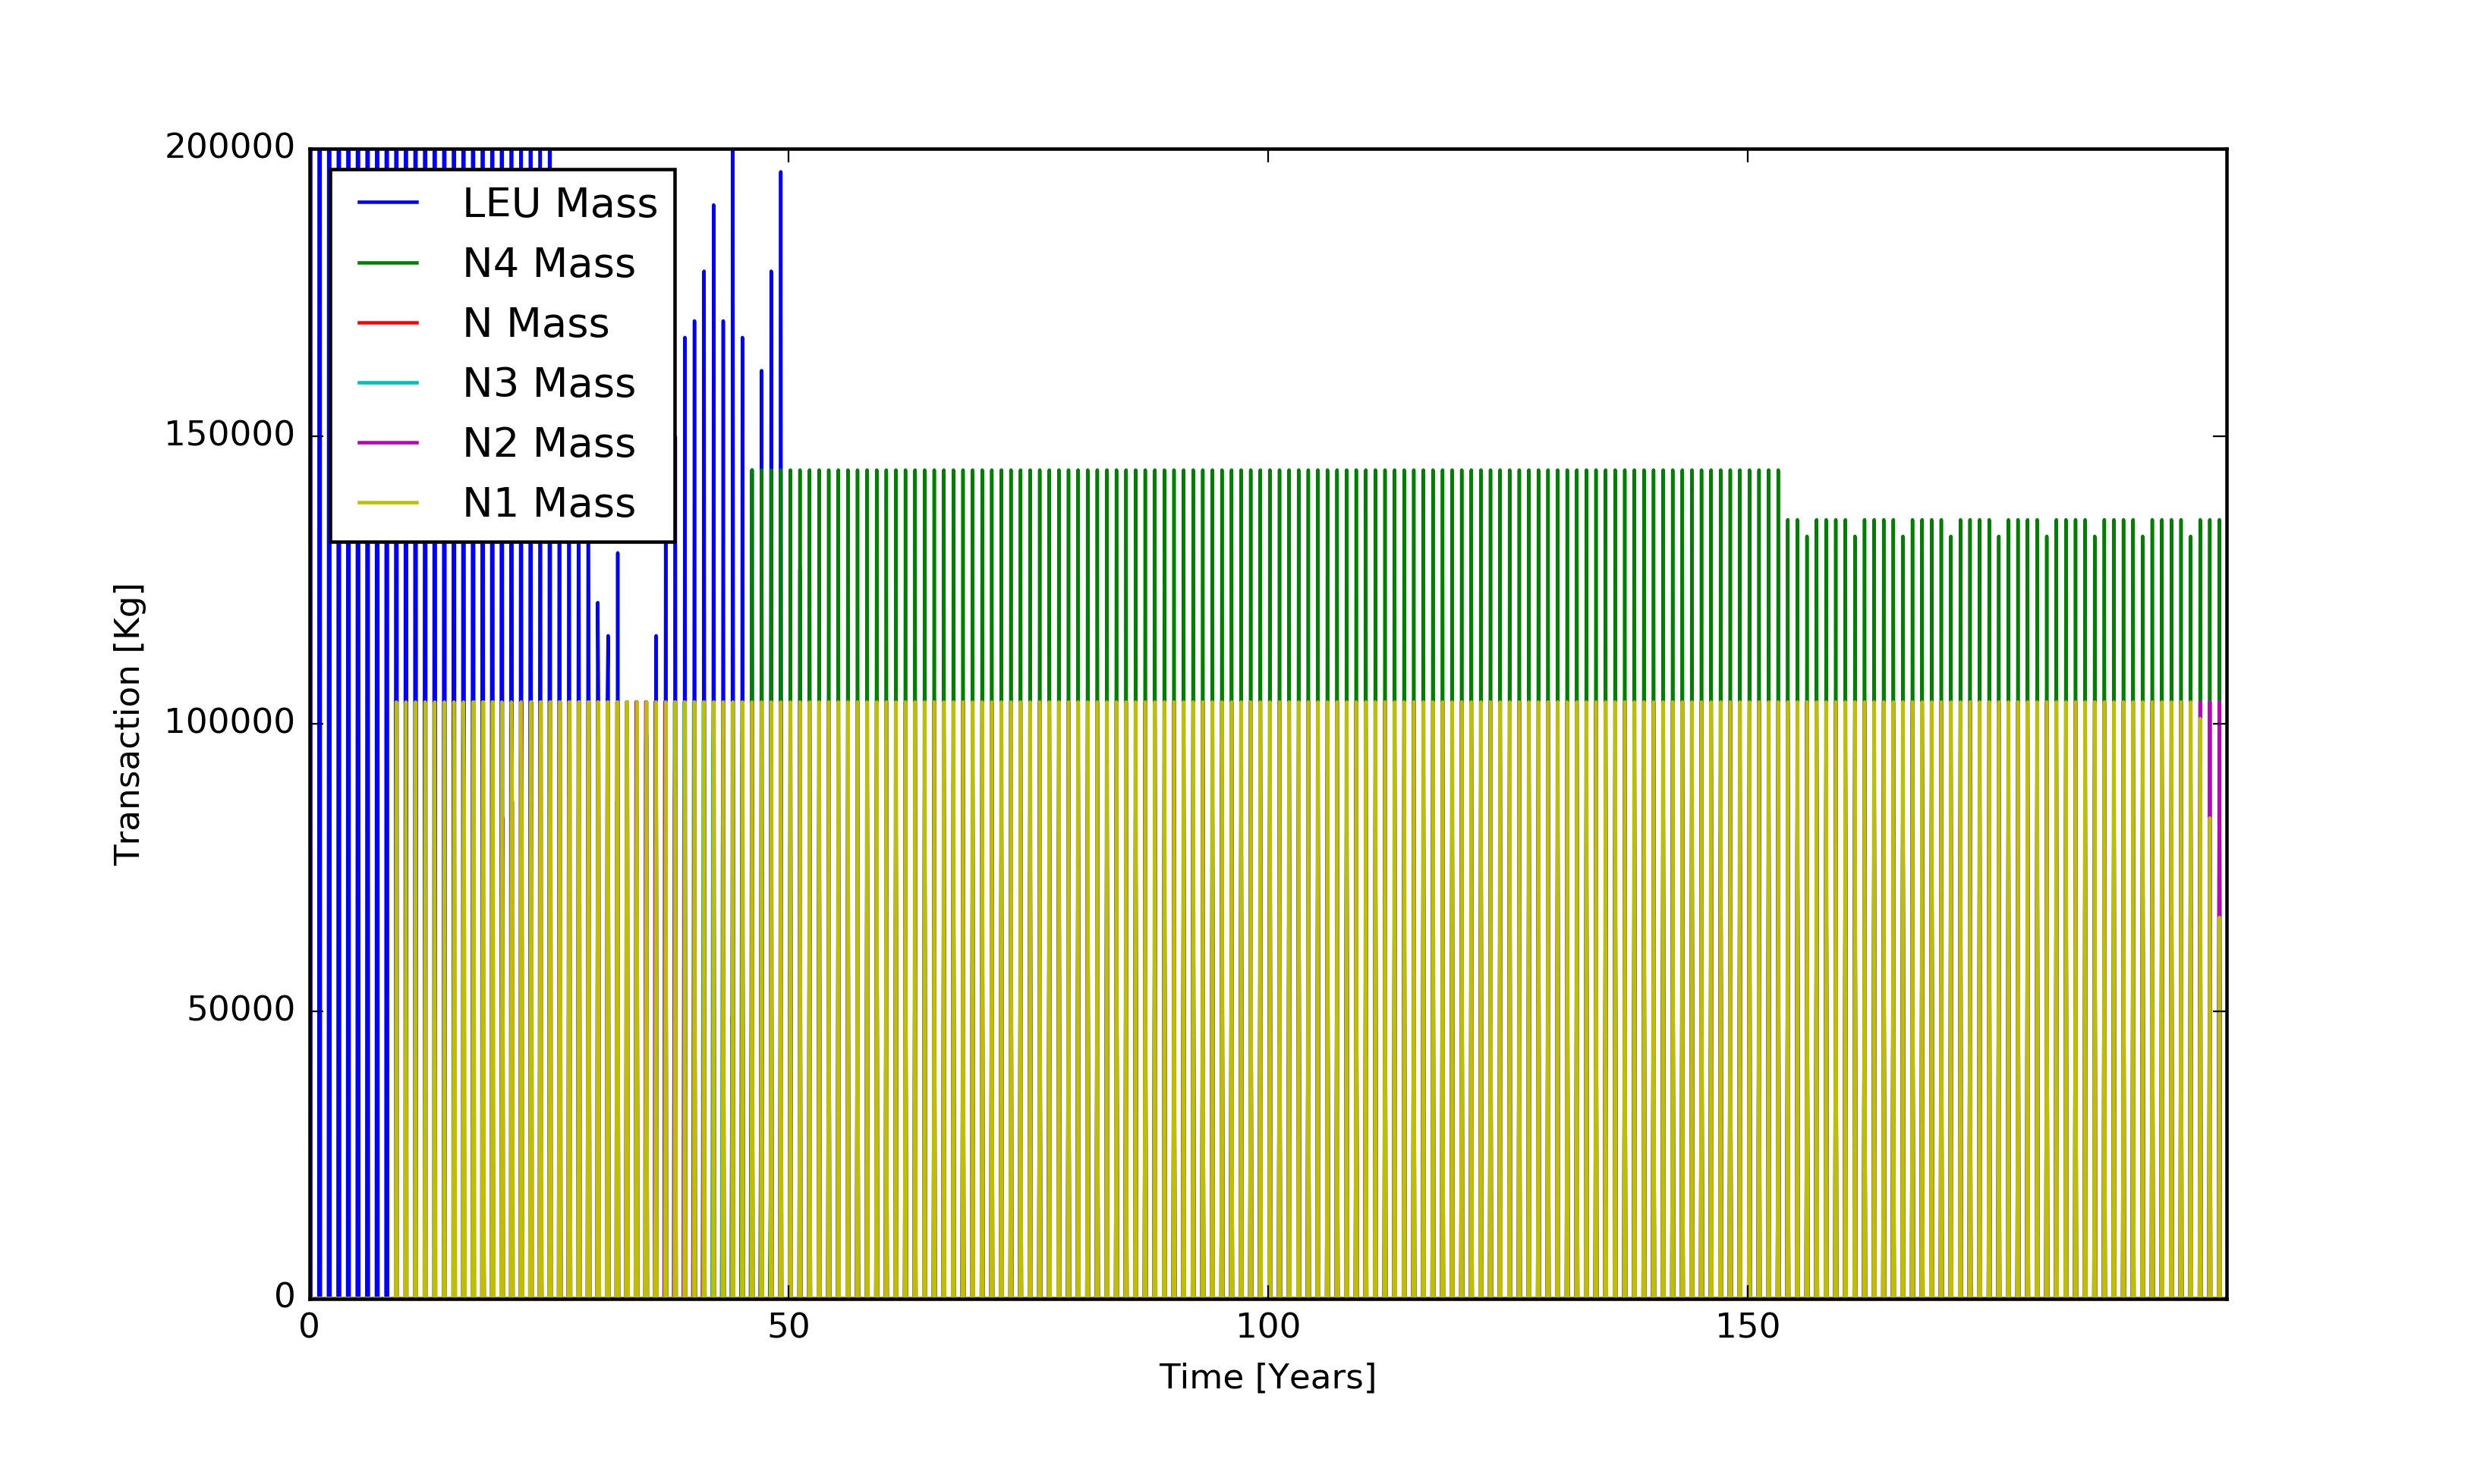 200000
150000
100000
50000
0
Transaction [Kg]
LEU Mass
N4 Mass
N Mass
N3 Mass
N2 Mass
N1 Mass
0 50 100 150
Time [Years]